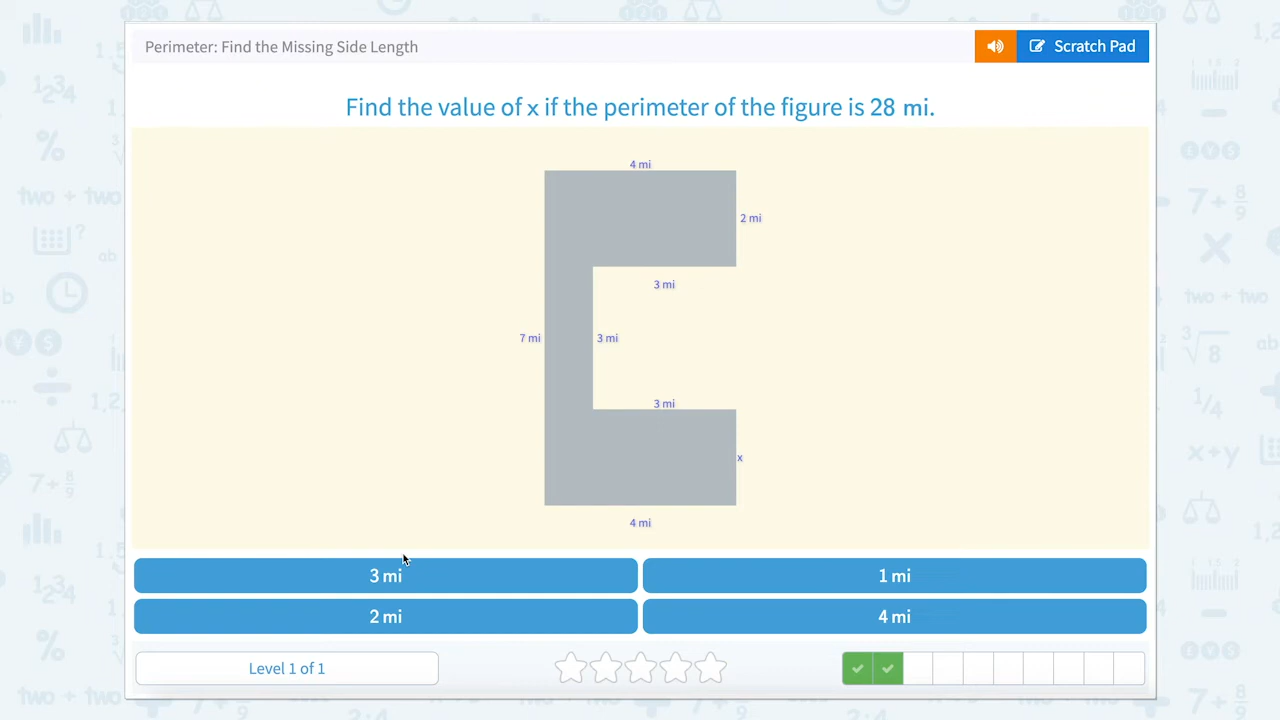 Perimeter: Find the Missing Side Length
Scratch Pad
Find the value of x if the perimeter of the figure is 28 mi.
4 mi
2 mi
3 mi
7 mi
3 mi
3 mi
x
4 mi
3 mi
1 mi
2 mi
4 mi
Level 1 of 1